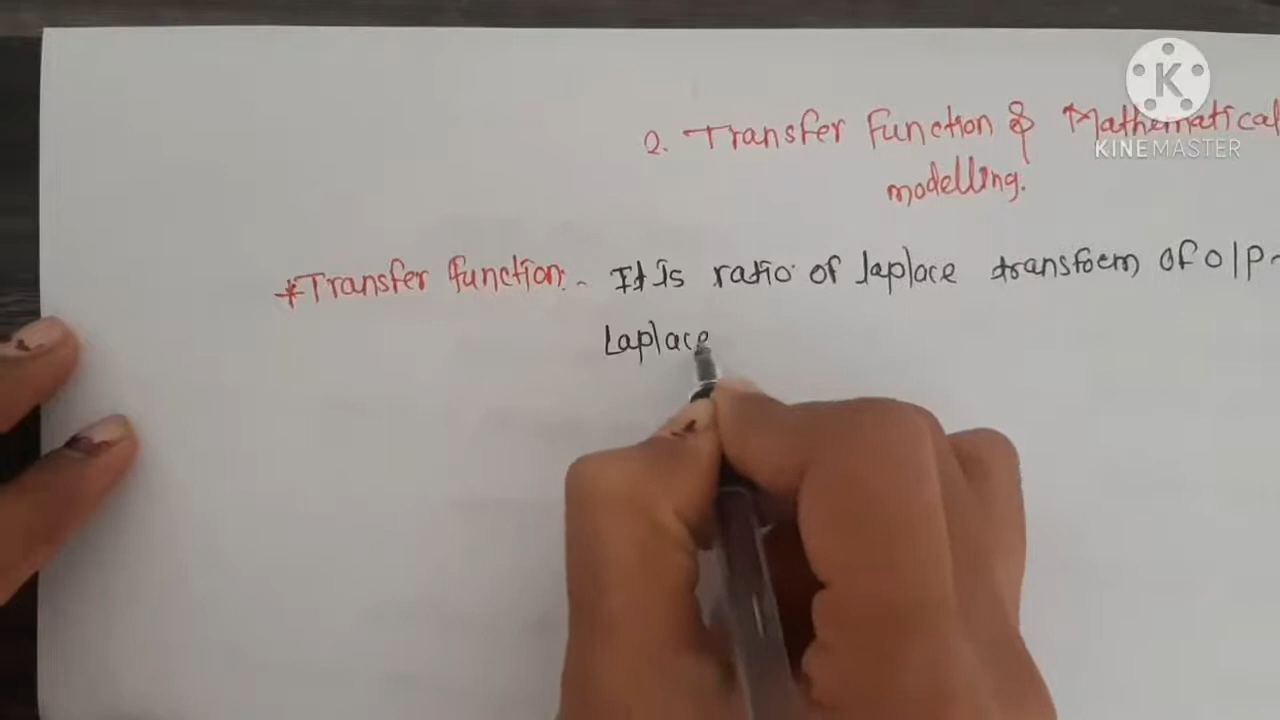 2. Transfer Function & Mathematical
modelling.
*Transfer function:- It is ratio of laplace transform of o/p
Laplace
K
KINEMASTER